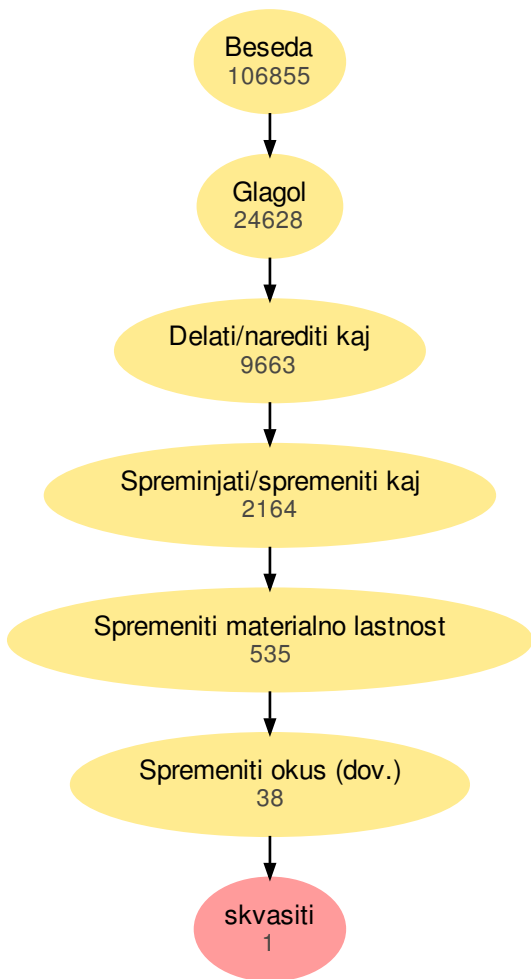 Beseda
106855
Glagol
24628
Delati/narediti kaj
9663
Spreminjati/spremeniti kaj
2164
Spremeniti materialno lastnost
535
Spremeniti okus (dov.)
38
skvasiti
1